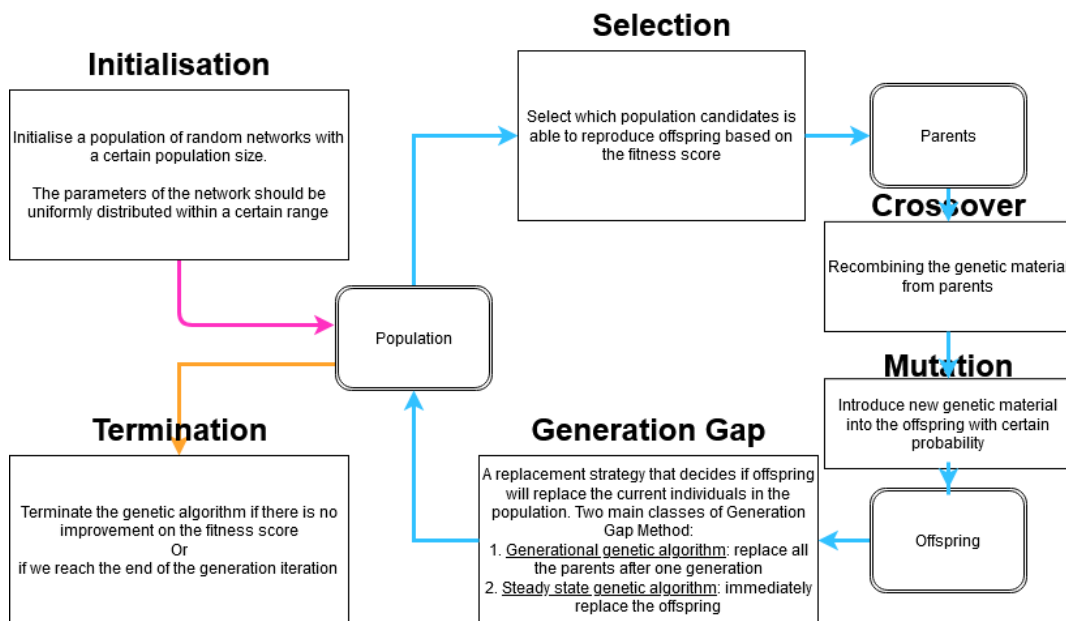 Initialisation
Initialise a population of random networks with
a certain population size.
The parameters of the network should be
uniformly distributed within a certain range
Selection
Select which population candidates is
able to reproduce offspring based on
the fitness score
Parents
Crossover
Recombining the genetic material
from parents
Population
Mutation
Introduce new genetic material
into the offspring with certain
probability
Termination
Terminate the genetic algorithm if there is no
improvement on the fitness score
Or
if we reach the end of the generation iteration
Generation Gap
A replacement strategy that decides if offspring
will replace the current individuals in the
population. Two main classes of Generation
Gap Method:
1. Generational genetic algorithm: replace all
the parents after one generation
2. Steady state genetic algorithm: immediately
replace the offspring
Offspring